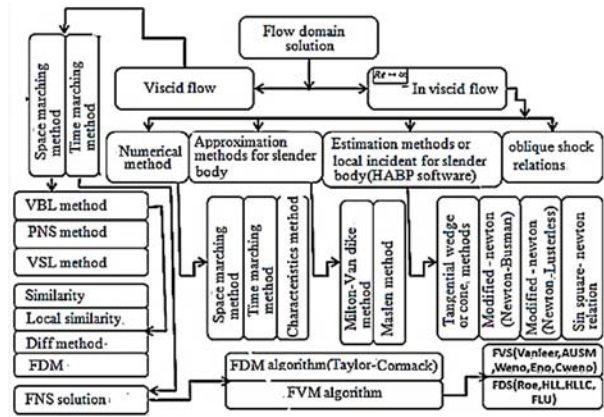 Flow domain
solution
Viscid flow
Re ↦ ∞
In viscid flow
Space marching
method
Time marching
method
Numerical
method
Approximation
methods for slender
body
Estimation methods or
local incident for slender
body(HABP software)
oblique shock
relations
VBL method
PNS method
VSL method
Similarity
Local similarity
Diff method
FDM
FNS solution
Space marching
method
Time marching
method
Characteristics method
Milton-Van dike
method
Maslen method
Tangential wedge
or cone, methods
Modified -newton
(Newton-Busman)
Modified -newton
(Newton-Lusterless)
Sin square- newton
relation
FDM algorithm(Taylor-Cormack)
FVM algorithm
FVS(Vanleer,AUSM
,Weno,Eno,Cweno)
FDS(Roe,HLL,HLLC,
FLU)